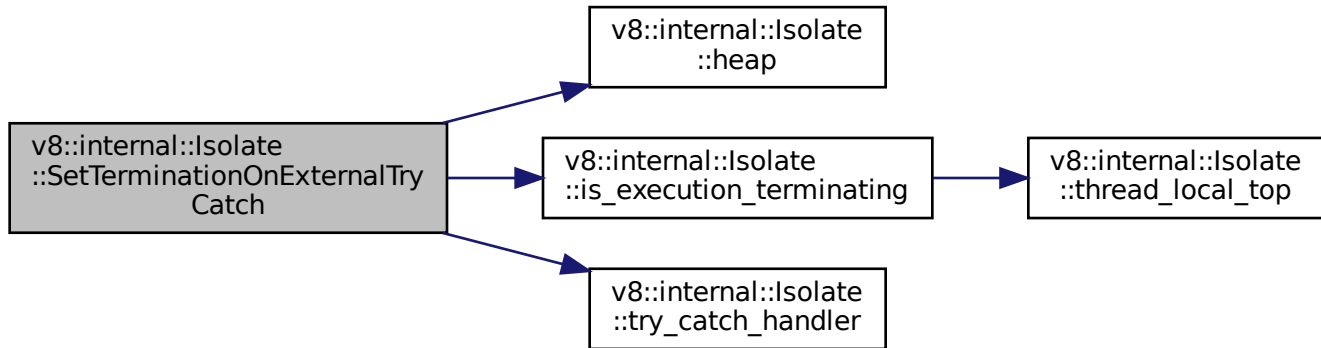 v8::internal::Isolate
::heap
v8::internal::Isolate
::SetTerminationOnExternalTry
Catch
v8::internal::Isolate
::is_execution_terminating
v8::internal::Isolate
::thread_local_top
v8::internal::Isolate
::try_catch_handler